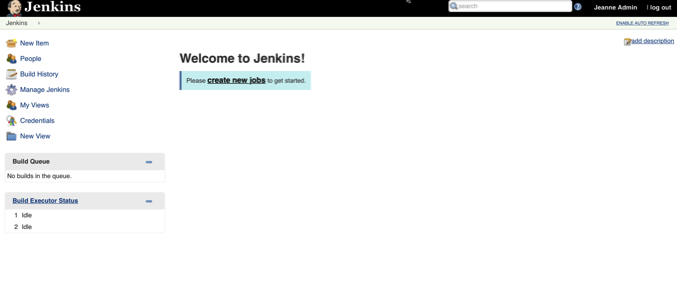 Jenkins
search
Jeanne Admin
log out
Jenkins
ENABLE AUTO REFRESH
New Item
People
Build History
Manage Jenkins
My Views
Credentials
New View
Build Queue
No builds in the queue.
Build Executor Status
1 Idle
2 Idle
add description
Welcome to Jenkins!
Please create new jobs to get started.